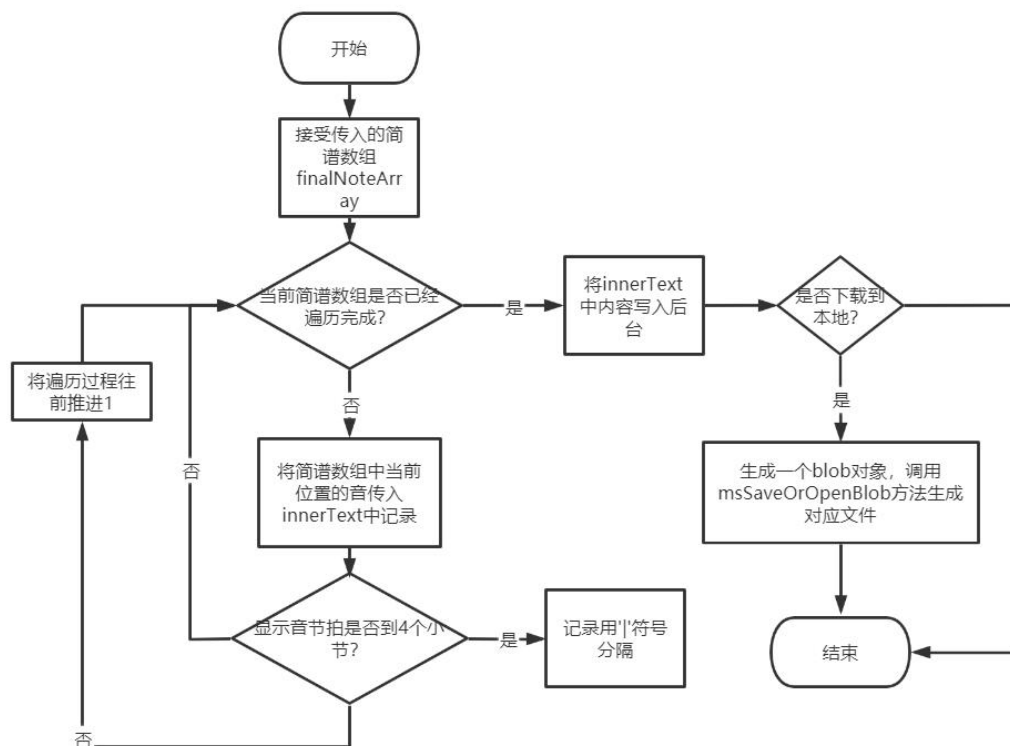 开始
接受传入的简
谱数组
finalNoteArr
ay
当前简谱数组是否已经
遍历完成？
是
将innerText
中内容写入后
台
是否下载到
本地？
将遍历过程往
前推进1
否
是
将简谱数组中当前
位置的音传入
innerText中记录
否
生成一个blob对象，调用
msSaveOrOpenBlob方法生成
对应文件
显示音节拍是否到4个小
节？
是
记录用'|'符号
分隔
结束
否